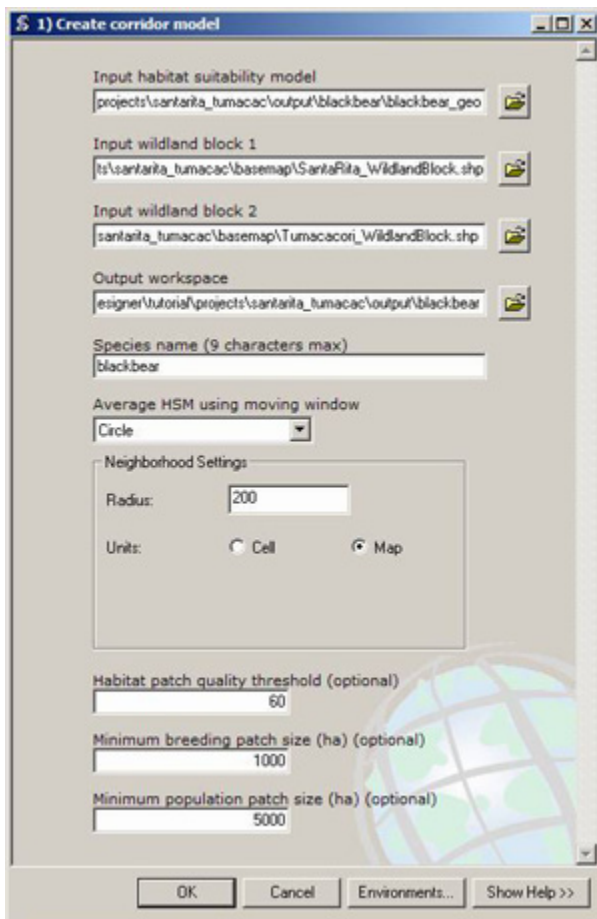 1) Create corridor model
Input habitat suitability model
projects\santarita_tumacac\output\blackbear\blackbear_geo
Input wildland block 1
ts\santarita_tumacac\basemap\SantaRita_WildlandBlock.shp
Input wildland block 2
santarita_tumacac\basemap\Tumacacori_WildlandBlock.shp
Output workspace
esigner\tutorial\projects\santarita_tumacac\output\blackbear
Species name (9 characters max)
blackbear
Average HSM using moving window
Circle
Neighborhood Settings
Radius: 200
Units: Cell Map
Habitat patch quality threshold (optional)
60
Minimum breeding patch size (ha) (optional)
1000
Minimum population patch size (ha) (optional)
5000
OK Cancel Environments... Show Help >>